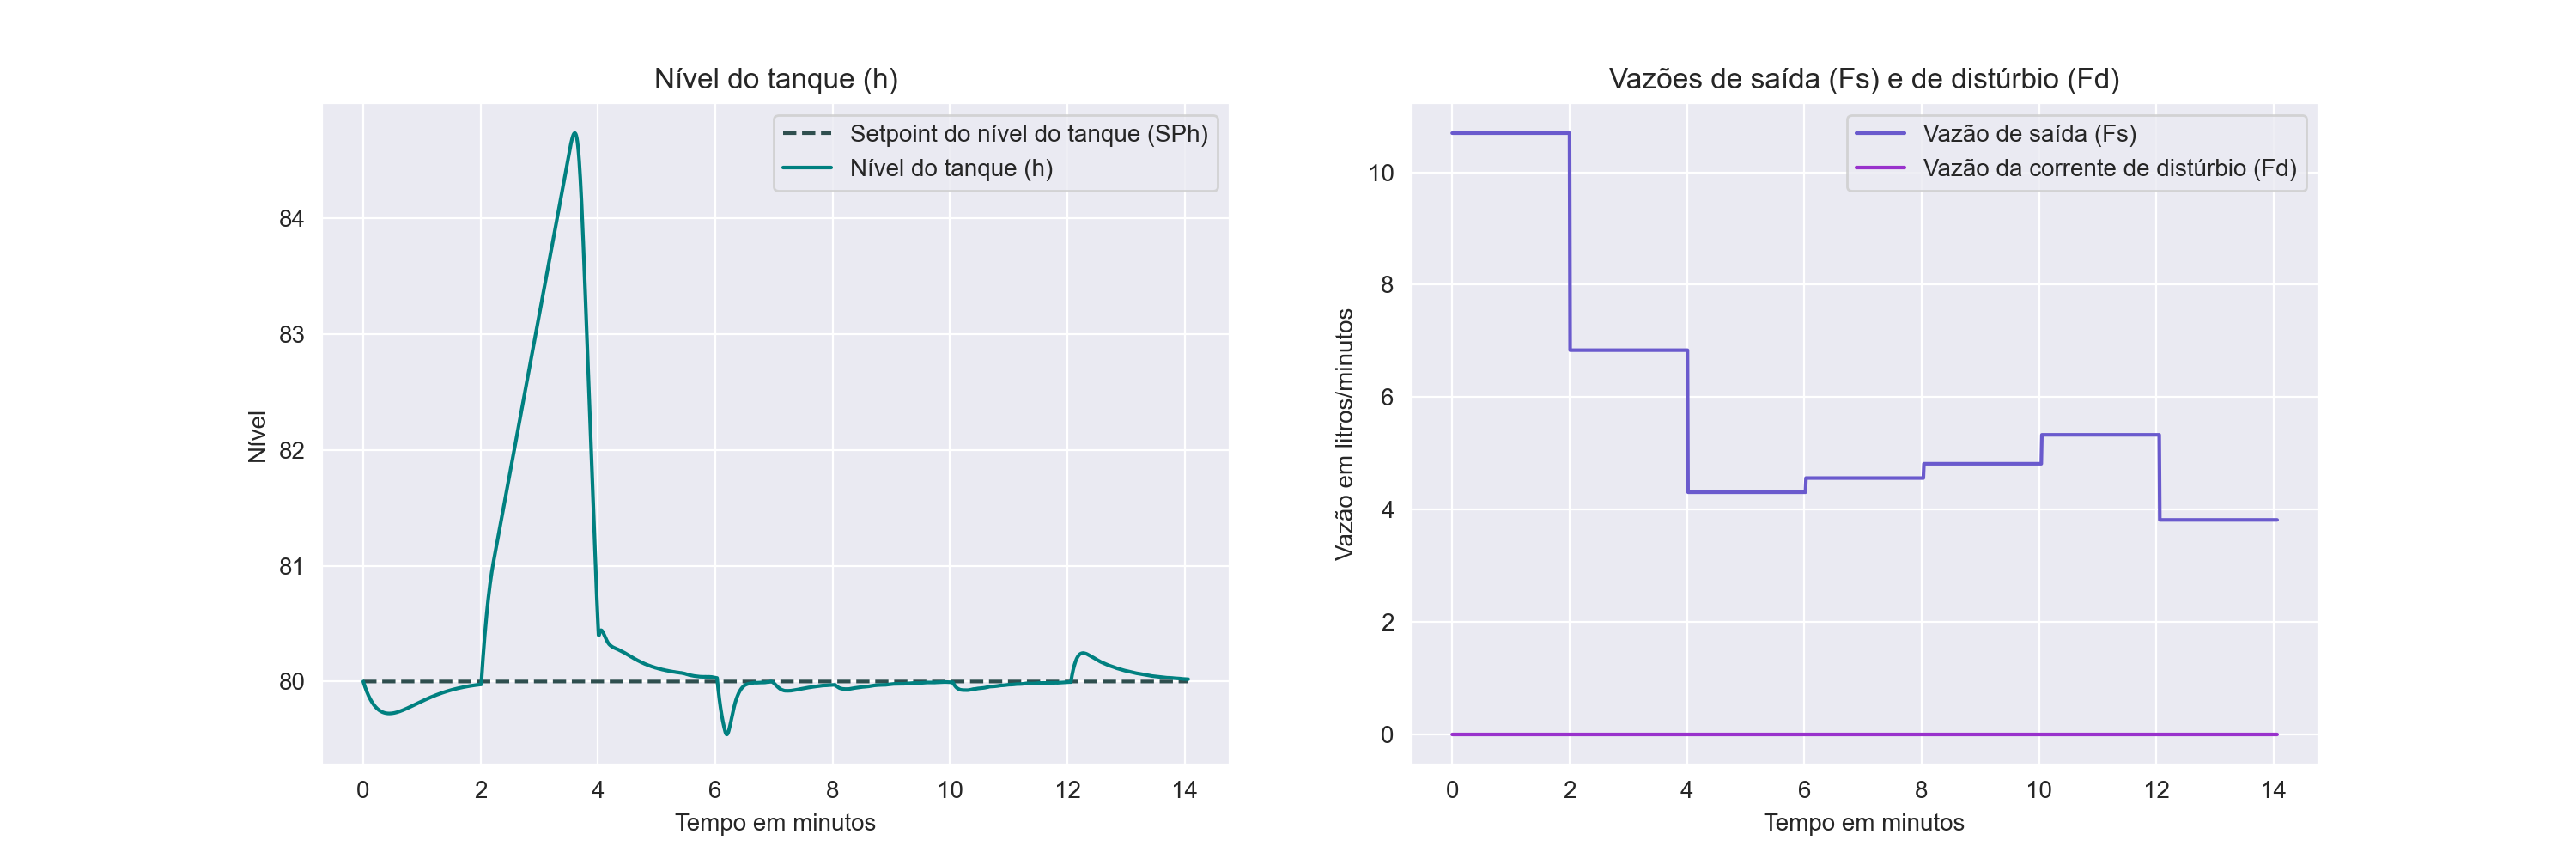 Nível do tanque (h)
Setpoint do nível do tanque (SPh)
Nível do tanque (h)
Nível
84
83
82
81
80
0 2 4 6 8 10 12 14
Tempo em minutos
Vazões de saída (Fs) e de distúrbio (Fd)
Vazão de saída (Fs)
Vazão da corrente de distúrbio (Fd)
Vazão em litros/minutos
10
8
6
4
2
0
0 2 4 6 8 10 12 14
Tempo em minutos